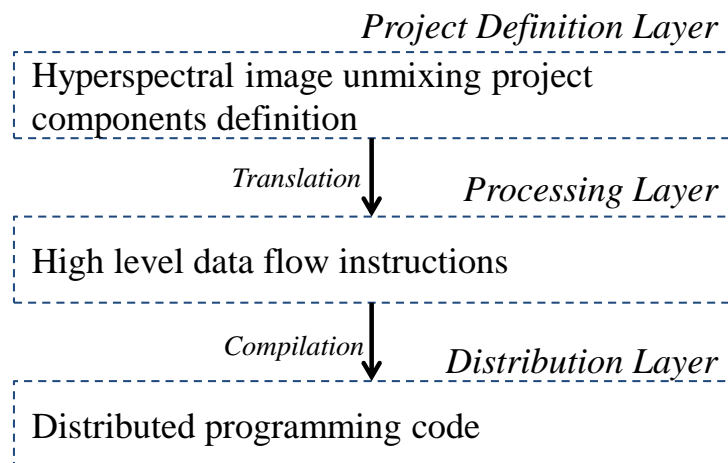 Project Definition Layer
Hyperspectral image unmixing project
components definition
Translation
Processing Layer
High level data flow instructions
Compilation
Distribution Layer
Distributed programming code